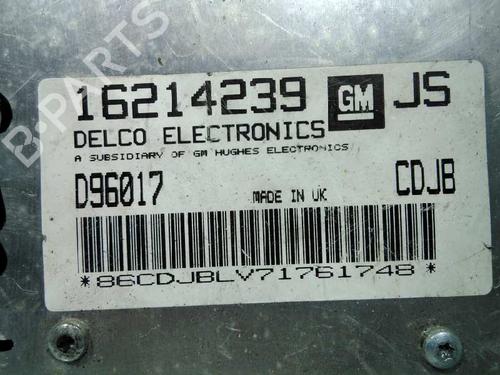 16214239 GM JS
DELCO ELECTRONICS
A SUBSIDIARY OF GM HUGHES ELECTRONICS
D96017 MADE IN UK CDJB
*86CDJBLV71761748*
B-PARTS